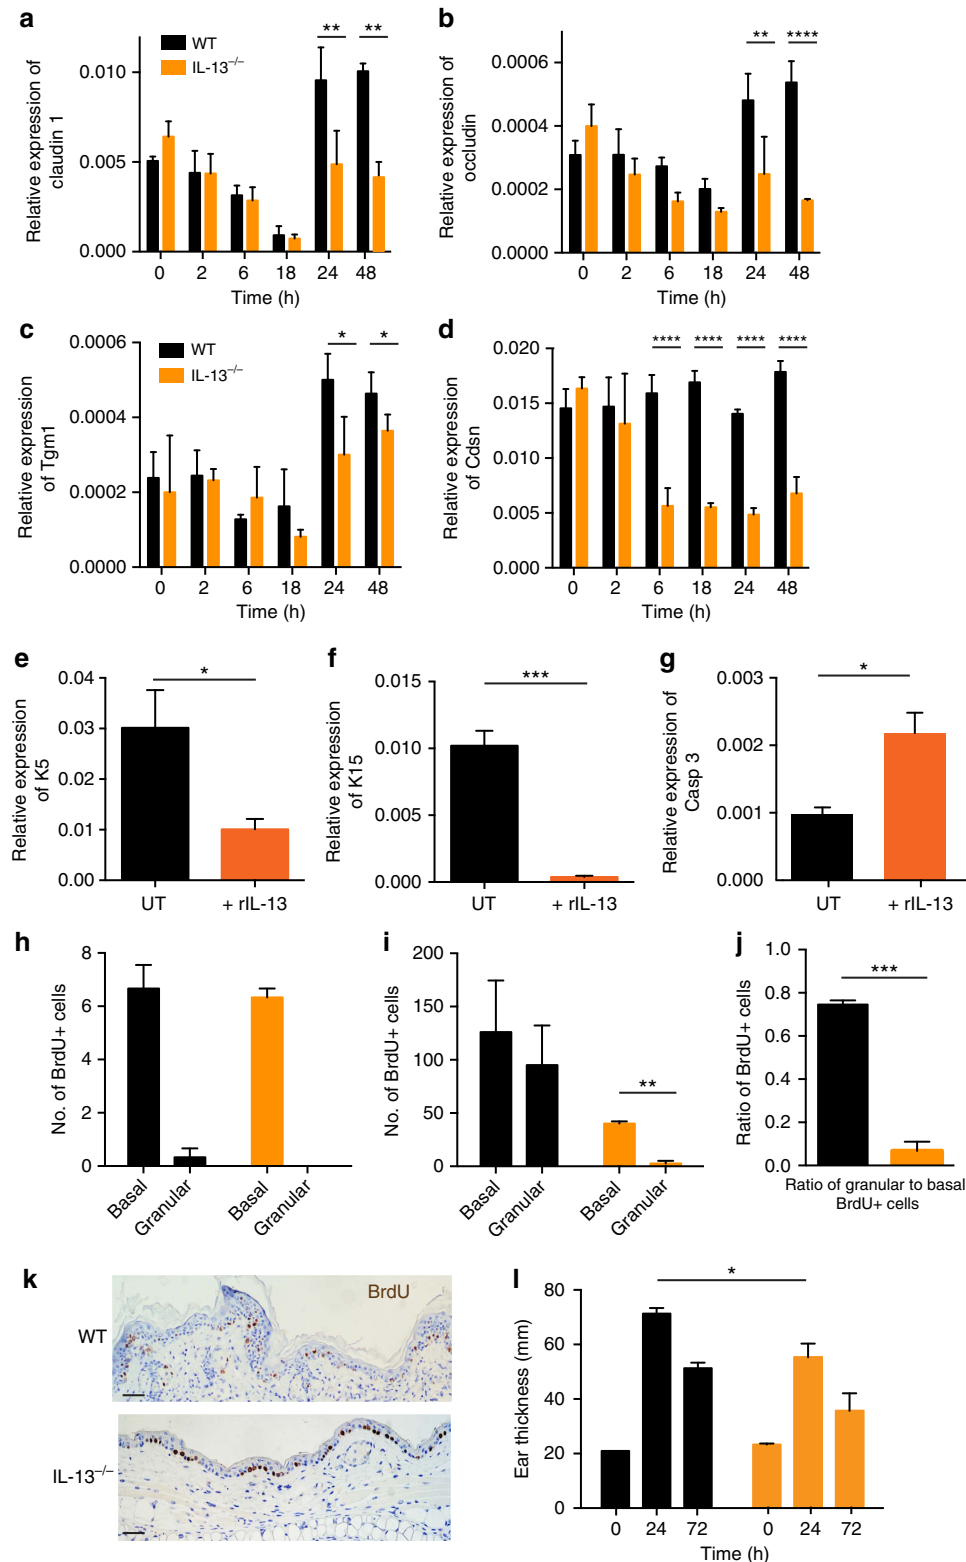 a
Relative expression of
claudin 1
WT
IL-13–/–
** **
0.010
0.005
0.000
0 2 6 18 24 48
Time (h)
b
Relative expression of
occludin
** ****
0.0006
0.0004
0.0002
0.0000
0 2 6 18 24 48
Time (h)
c
Relative expression
of Tgm1
WT
IL-13–/–
* *
0.0006
0.0004
0.0002
0.0000
0 2 6 18 24 48
Time (h)
d
Relative expression
of Cdsn
**** **** **** ****
0.020
0.015
0.010
0.005
0.000
0 2 6 18 24 48
Time (h)
e
Relative expression
of K5
*
0.04
0.03
0.02
0.01
0.00
UT + rIL-13
f
Relative expression
of K15
***
0.015
0.010
0.005
0.000
UT + rIL-13
g
Relative expression of
Casp 3
*
0.003
0.002
0.001
0.000
UT + rIL-13
h
No. of BrdU+ cells
8
6
4
2
0
Basal Granular Basal Granular
i
No. of BrdU+ cells
**
200
150
100
50
0
Basal Granular Basal Granular
j
Ratio of BrdU+ cells
***
1.0
0.8
0.6
0.4
0.2
0.0
Ratio of granular to basal
BrdU+ cells
k
BrdU
WT
IL-13–/–
l
Ear thickness (mm)
*
80
60
40
20
0
0 24 72 0 24 72
Time (h)